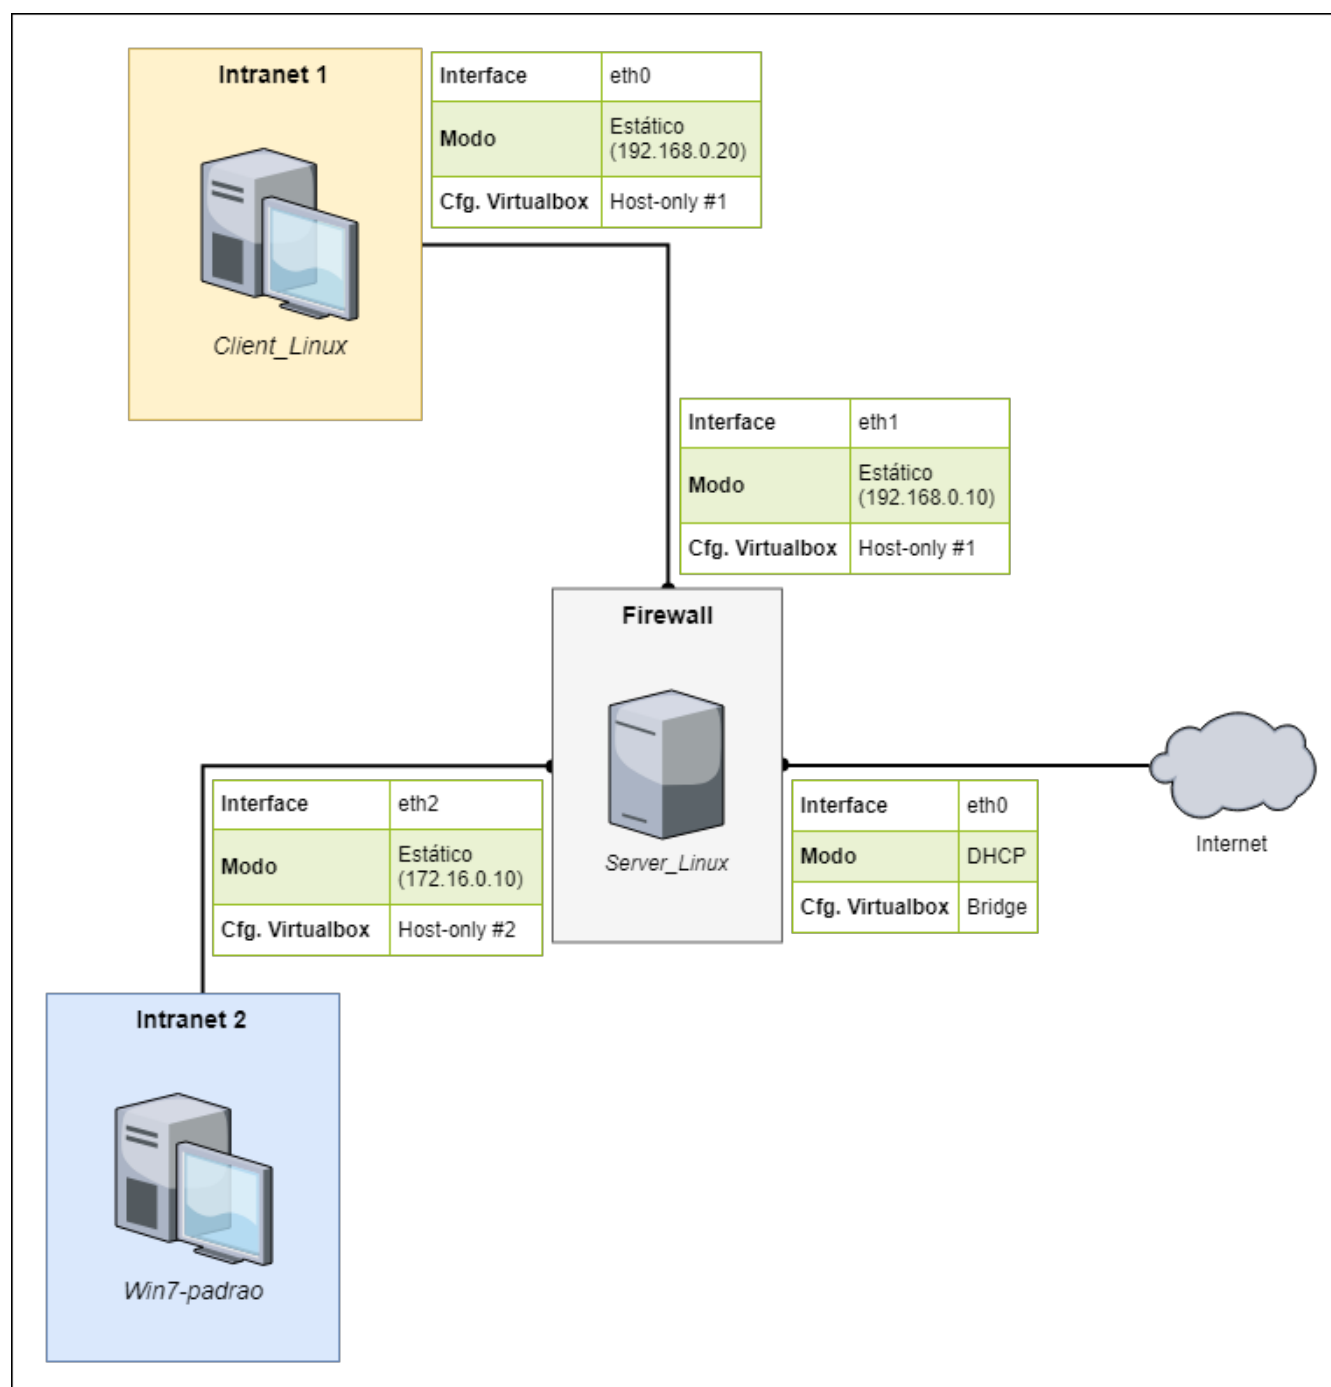 Intranet 1
Client_Linux
Interface eth0
Modo Estático
(192.168.0.20)
Cfg. Virtualbox Host-only #1
Interface eth1
Modo Estático
(192.168.0.10)
Cfg. Virtualbox Host-only #1
Firewall
Server_Linux
Interface eth2
Modo Estático
(172.16.0.10)
Cfg. Virtualbox Host-only #2
Interface eth0
Modo DHCP
Cfg. Virtualbox Bridge
Internet
Intranet 2
Win7-padrao